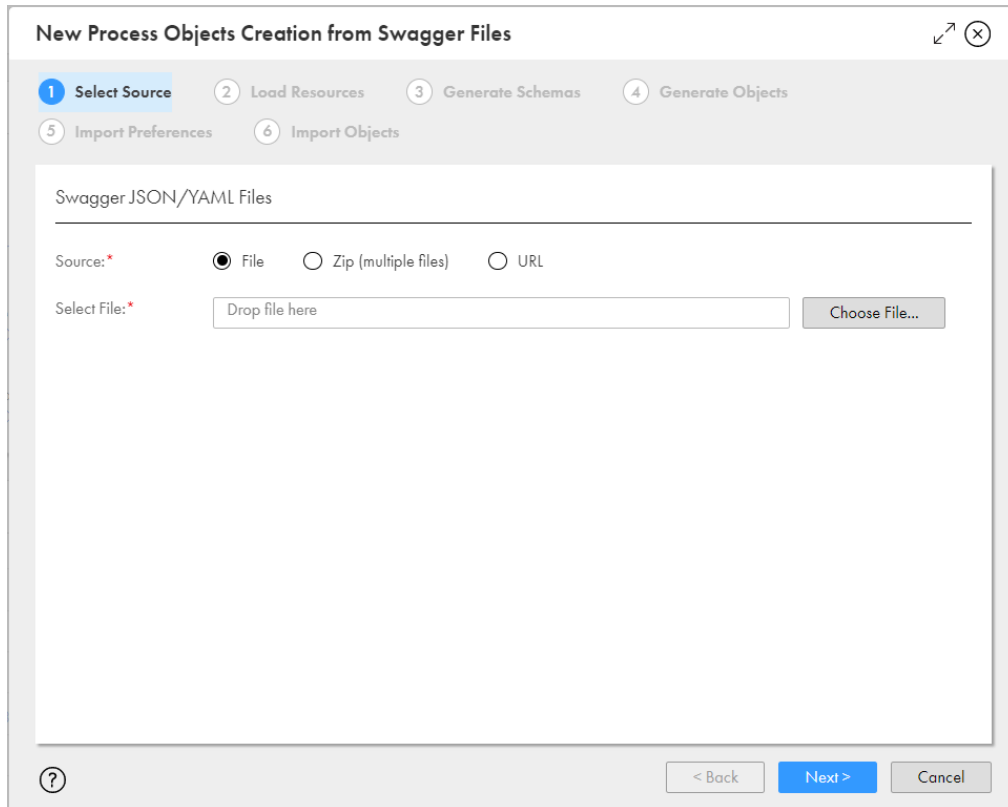 New Process Objects Creation from Swagger Files
1 Select Source 2 Load Resources 3 Generate Schemas 4 Generate Objects
5 Import Preferences 6 Import Objects
Swagger JSON/YAML Files
Source:* File Zip (multiple files) URL
Select File:* Drop file here Choose File...
? < Back Next > Cancel